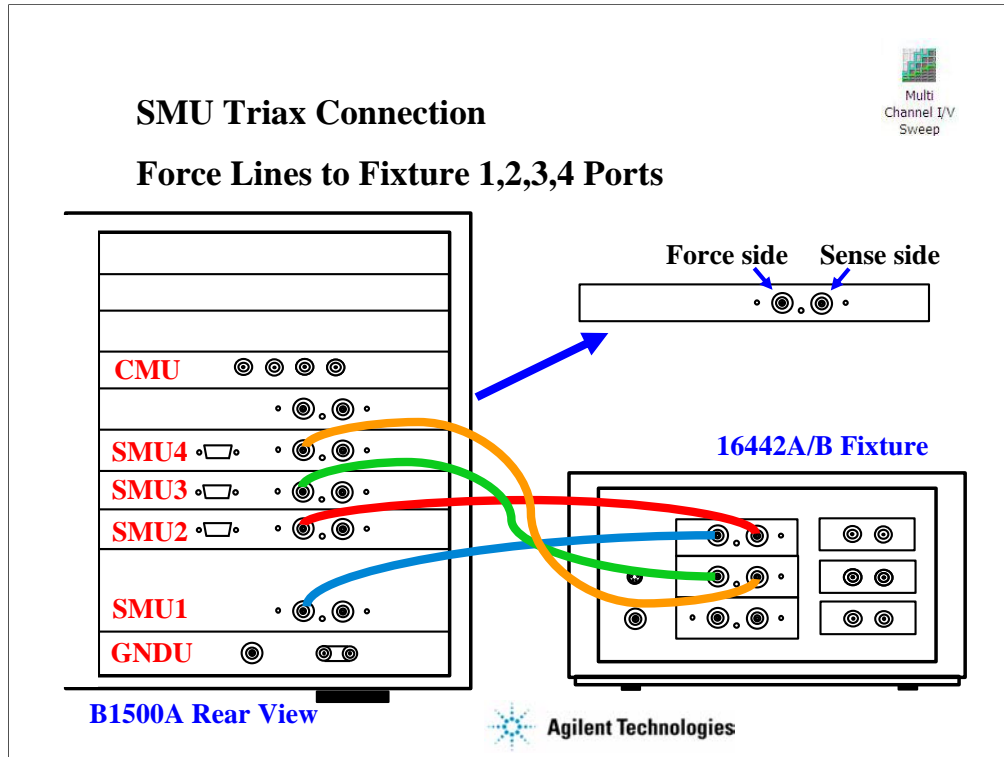 SMU Triax Connection
Force Lines to Fixture 1,2,3,4 Ports
Multi
Channel I/V
Sweep
Force side
Sense side
CMU
SMU4
SMU3
SMU2
SMU1
GNDU
16442A/B Fixture
B1500A Rear View
Agilent Technologies